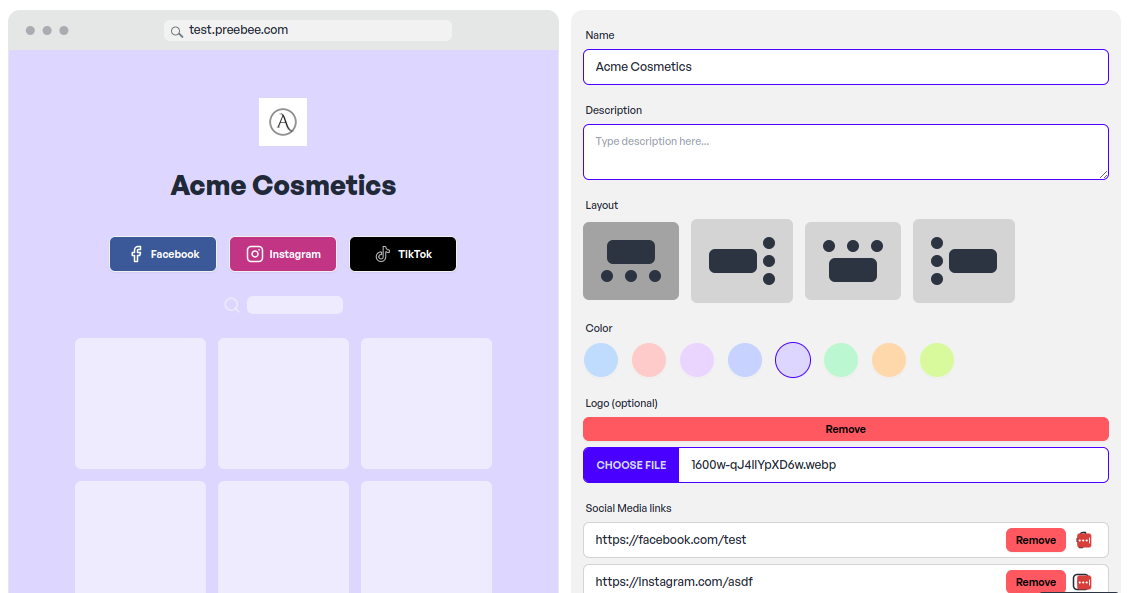 test.preebee.com
A
Acme Cosmetics
Facebook
Instagram
TikTok
Name
Acme Cosmetics
Description
Type description here...
Layout
Color
Logo (optional)
Remove
CHOOSE FILE 1600w-qJ4llYpXD6w.webp
Social Media links
https://facebook.com/test Remove
https://instagram.com/asdf Remove